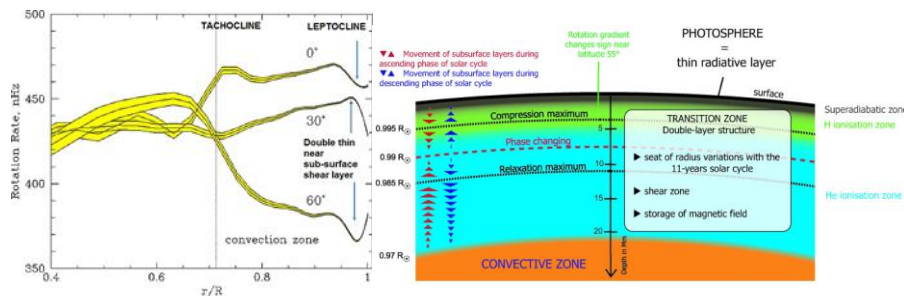 TACHOCLINE
LEPTOCLINE
500
450
400
350
Rotation Rate, nHz
0°
30°
Double thin
near
sub-surface
shear layer
60°
convection zone
0.4
0.6
0.8
1
r/R
▼▲ Movement of subsurface layers during
ascending phase of solar cycle
▼▲ Movement of subsurface layers during
descending phase of solar cycle
Rotation gradient
changes sign near
latitude 55°
PHOTOSPHERE
=
thin radiative layer
surface
Superadiabatic zone
H ionisation zone
He ionisation zone
0.995 R☉
0.99 R☉
0.985 R☉
0.97 R☉
Compression maximum
Phase changing
Relaxation maximum
5
10
15
20
Depth in Mm
TRANSITION ZONE
Double-layer structure
▶ seat of radius variations with the
11-years solar cycle
▶ shear zone
▶ storage of magnetic field
CONVECTIVE ZONE